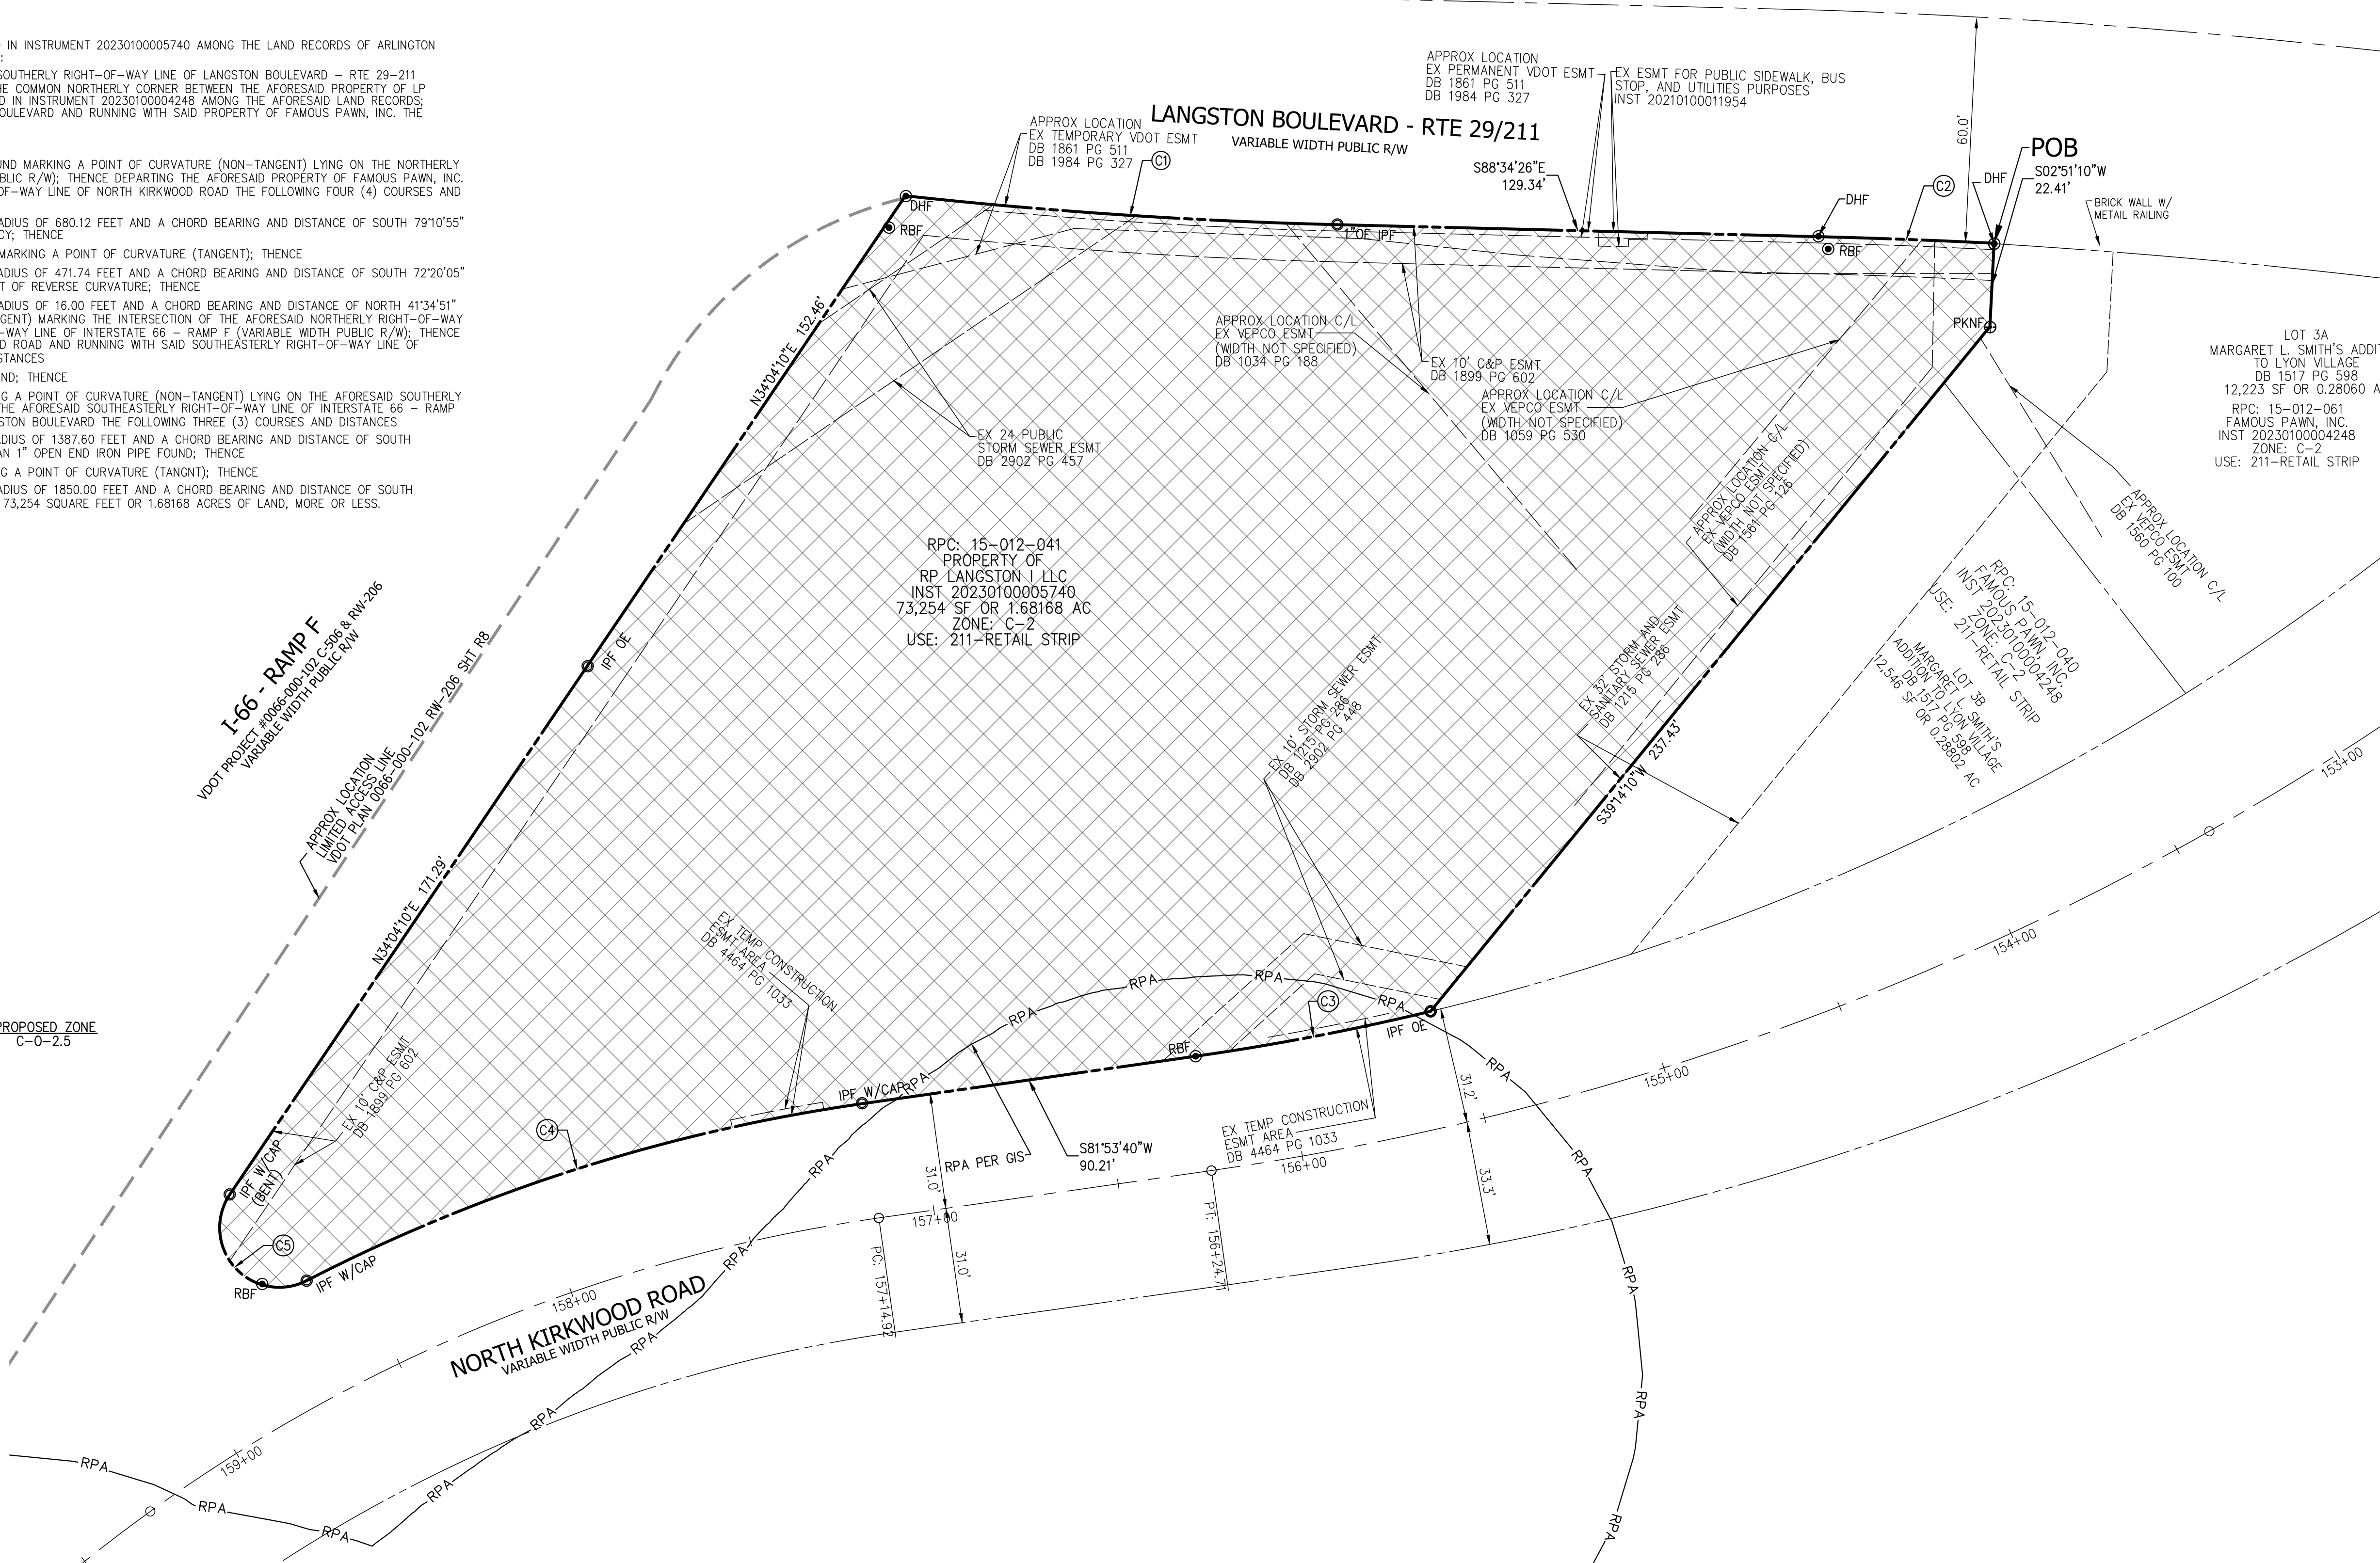 IN INSTRUMENT 20230100005740 AMONG THE LAND RECORDS OF ARLINGTON
:
SOUTHERLY RIGHT-OF-WAY LINE OF LANGSTON BOULEVARD - RTE 29-211
HE COMMON NORTHERLY CORNER BETWEEN THE AFORESAID PROPERTY OF LP
D IN INSTRUMENT 20230100004248 AMONG THE AFORESAID LAND RECORDS;
OULEVARD AND RUNNING WITH SAID PROPERTY OF FAMOUS PAWN, INC. THE
UND MARKING A POINT OF CURVATURE (NON-TANGENT) LYING ON THE NORTHERLY
BLIC R/W); THENCE DEPARTING THE AFORESAID PROPERTY OF FAMOUS PAWN, INC.
OF-WAY LINE OF NORTH KIRKWOOD ROAD THE FOLLOWING FOUR (4) COURSES AND
ADIUS OF 680.12 FEET AND A CHORD BEARING AND DISTANCE OF SOUTH 79°10'55"
CY; THENCE
MARKING A POINT OF CURVATURE (TANGENT); THENCE
ADIUS OF 471.74 FEET AND A CHORD BEARING AND DISTANCE OF SOUTH 72°20'05"
T OF REVERSE CURVATURE; THENCE
ADIUS OF 16.00 FEET AND A CHORD BEARING AND DISTANCE OF NORTH 41°34'51"
GENT) MARKING THE INTERSECTION OF THE AFORESAID NORTHERLY RIGHT-OF-WAY
-WAY LINE OF INTERSTATE 66 - RAMP F (VARIABLE WIDTH PUBLIC R/W); THENCE
D ROAD AND RUNNING WITH SAID SOUTHEASTERLY RIGHT-OF-WAY LINE OF
STANCES
ND; THENCE
G A POINT OF CURVATURE (NON-TANGENT) LYING ON THE AFORESAID SOUTHERLY
THE AFORESAID SOUTHEASTERLY RIGHT-OF-WAY LINE OF INTERSTATE 66 - RAMP
STON BOULEVARD THE FOLLOWING THREE (3) COURSES AND DISTANCES
DIUS OF 1387.60 FEET AND A CHORD BEARING AND DISTANCE OF SOUTH
AN 1" OPEN END IRON PIPE FOUND; THENCE
G A POINT OF CURVATURE (TANGNT); THENCE
ADIUS OF 1850.00 FEET AND A CHORD BEARING AND DISTANCE OF SOUTH
73,254 SQUARE FEET OR 1.68168 ACRES OF LAND, MORE OR LESS.
APPROX LOCATION
EX TEMPORARY VDOT ESMT
DB 1861 PG 511
DB 1984 PG 327
C1
LANGSTON BOULEVARD - RTE 29/211
VARIABLE WIDTH PUBLIC R/W
APPROX LOCATION
EX PERMANENT VDOT ESMT
DB 1861 PG 511
DB 1984 PG 327
EX ESMT FOR PUBLIC SIDEWALK, BUS
STOP, AND UTILITIES PURPOSES
INST 20210100011954
S88°34'26"E
129.34'
60.0'
POB
S02°51'10"W
22.41'
DHF
C2
DHF
BRICK WALL W/
METAIL RAILING
DHF
RBF
1"OE IPF
RBF
PKNF
N34°04'10"E 152.46'
APPROX LOCATION C/L
EX VEPCO ESMT
(WIDTH NOT SPECIFIED)
DB 1034 PG 188
EX 10' C&P ESMT
DB 1899 PG 602
APPROX LOCATION C/L
EX VEPCO ESMT
(WIDTH NOT SPECIFIED)
DB 1059 PG 530
EX 24 PUBLIC
STORM SEWER ESMT
DB 2902 PG 457
APPROX LOCATION C/L
EX VEPCO ESMT
(WIDTH NOT SPECIFIED)
DB 1561 PG 126
LOT 3A
MARGARET L. SMITH'S ADDIT
TO LYON VILLAGE
DB 1517 PG 598
12,223 SF OR 0.28060 A
RPC: 15-012-061
FAMOUS PAWN, INC.
INST 20230100004248
ZONE: C-2
USE: 211-RETAIL STRIP
APPROX LOCATION C/L
EX VEPCO ESMT
DB 1560 PG 100
RPC: 15-012-041
PROPERTY OF
RP LANGSTON I LLC
INST 20230100005740
73,254 SF OR 1.68168 AC
ZONE: C-2
USE: 211-RETAIL STRIP
RPC: 15-012-040
FAMOUS PAWN, INC.
INST 20230100004248
ZONE: C-2
USE: 211-RETAIL STRIP
LOT 3B
MARGARET L. SMITH'S
ADDITION TO LYON VILLAGE
DB 1517 PG 598
12,546 SF OR 0.28802 AC
I-66 - RAMP F
VDOT PROJECT #0066-000-102 C-506 & RW-206
VARIABLE WIDTH PUBLIC R/W
APPROX LOCATION
LIMITED ACCESS LINE
VDOT PLAN 0066-000-102 RW-206 SHT R8
IPF OE
EX 10' STORM SEWER ESMT
DB 1215 PG 286
DB 2902 PG 448
EX 32' STORM AND
SANITARY SEWER ESMT
DB 1215 PG 286
S39°14'10"W 237.43'
153+00
154+00
N34°04'10"E 171.29'
EX TEMP CONSTRUCTION
ESMT AREA
DB 4464 PG 1033
PROPOSED ZONE
C-O-2.5
EX 10' C&P ESMT
DB 1899 PG 602
RPA
RPA
RPA
RPA
C3
IPF OE
RBF
RPA
155+00
31.2'
IPF W/CAP
RPA
C4
RPA
RPA PER GIS
S81°53'40"W
90.21'
EX TEMP CONSTRUCTION
ESMT AREA
DB 4464 PG 1033
156+00
RPA
33.3'
IPF W/CAP
(BENT)
31.0'
157+00
31.0'
PC: 157+14.92
PT: 156+24.71
C5
RBF
IPF W/CAP
RPA
158+00
RPA
NORTH KIRKWOOD ROAD
VARIABLE WIDTH PUBLIC R/W
RPA
RPA
RPA
159+00
RPA
RPA
RPA
RPA
RPA